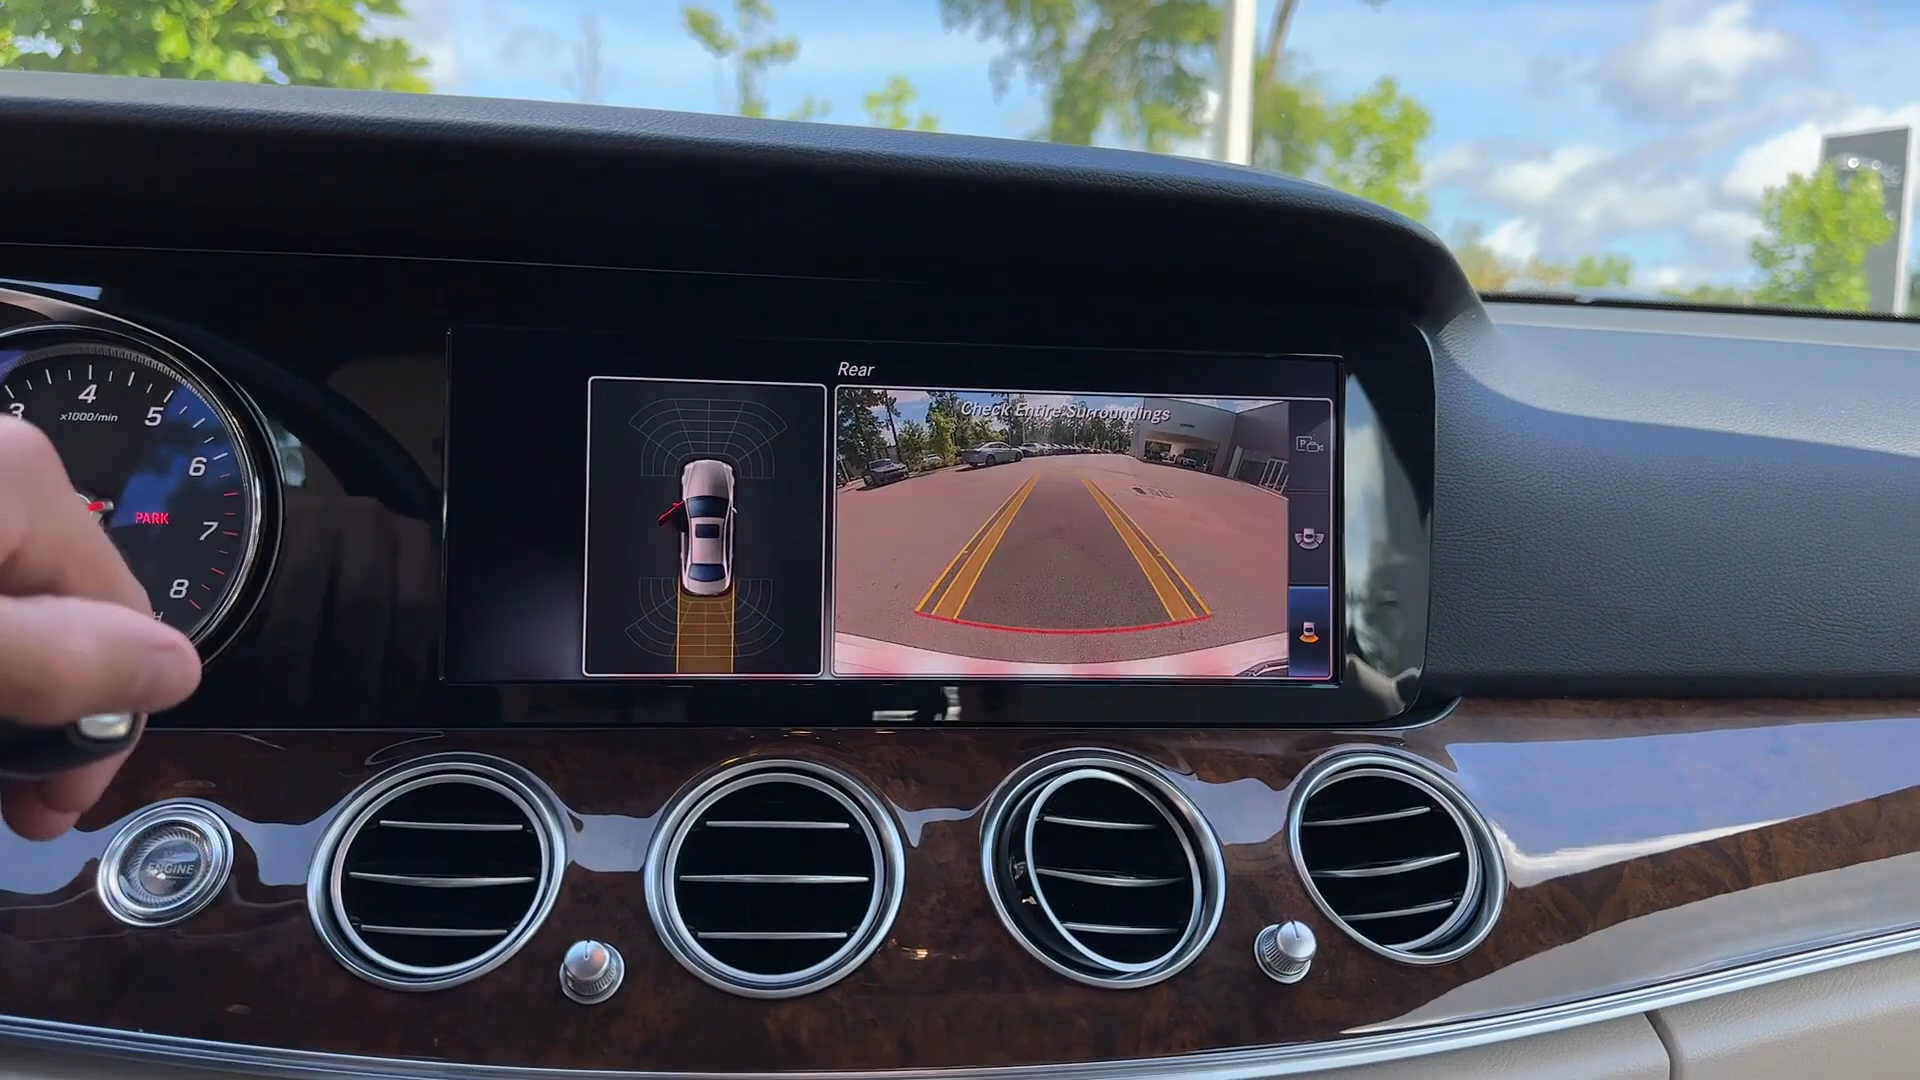 Rear
Check Entire Surroundings
P
3
4
5
6
7
8
x1000/min
PARK
ENGINE